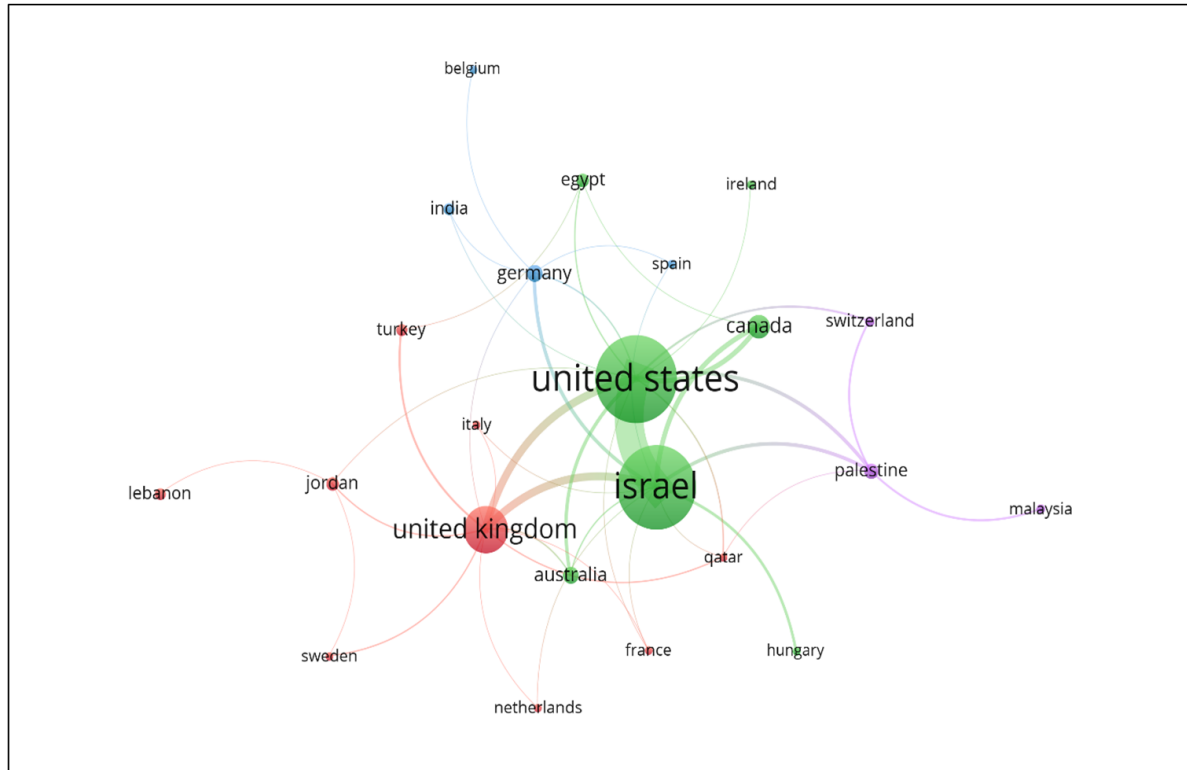 belgium
egypt
ireland
india
spain
germany
canada
switzerland
turkey
united states
italy
palestine
jordan
israel
lebanon
malaysia
united kingdom
qatar
australia
france
hungary
sweden
netherlands